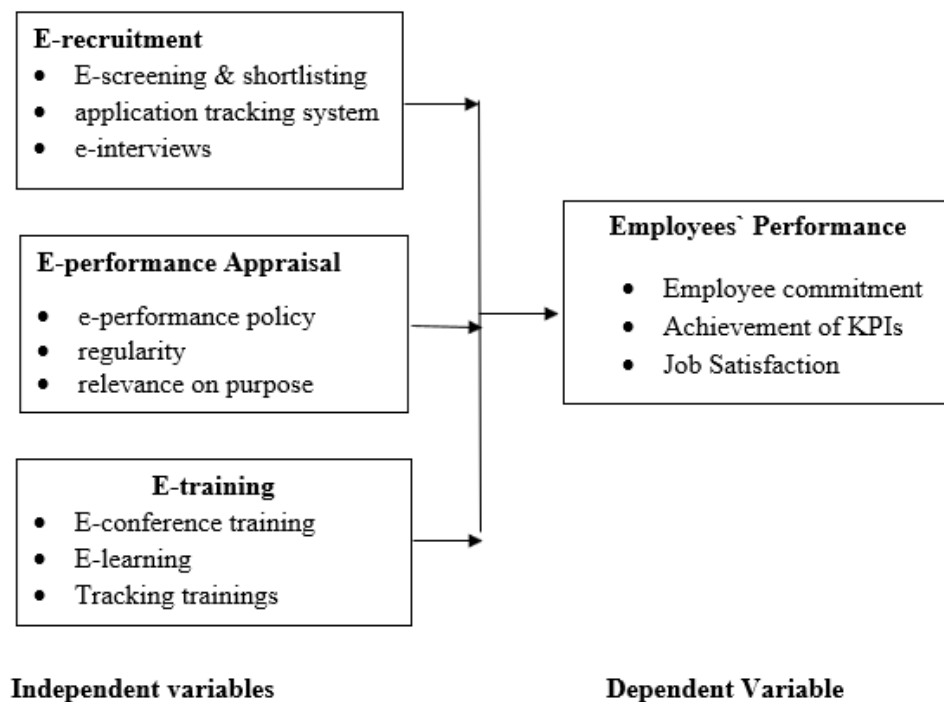 E-recruitment
• E-screening & shortlisting
• application tracking system
• e-interviews
E-performance Appraisal
• e-performance policy
• regularity
• relevance on purpose
E-training
• E-conference training
• E-learning
• Tracking trainings
Employees` Performance
• Employee commitment
• Achievement of KPIs
• Job Satisfaction
Independent variables
Dependent Variable